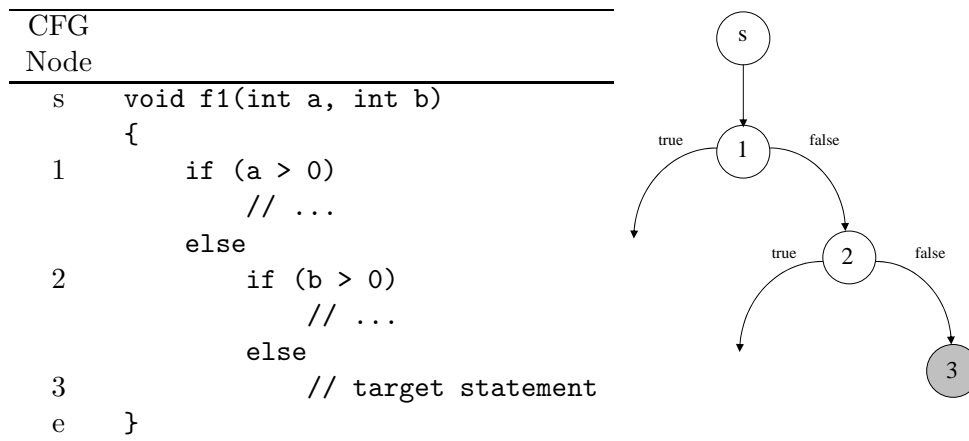 CFG
Node
s void f1(int a, int b)
{
1 if (a > 0)
// ...
else
2 if (b > 0)
// ...
else
3 // target statement
e }
s
true 1 false
true 2 false
3